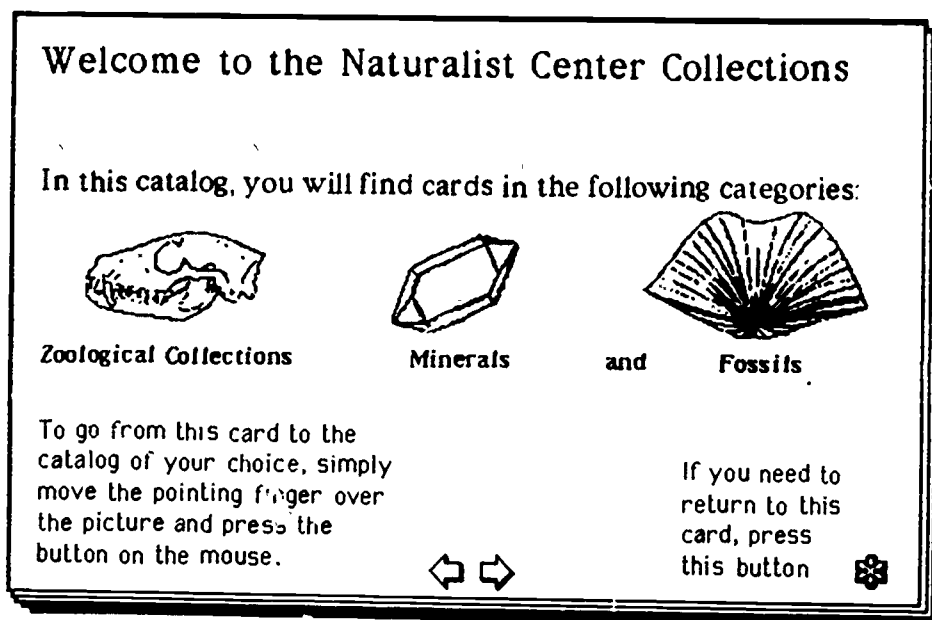 Welcome to the Naturalist Center Collections
In this catalog, you will find cards in the following categories:
Zoological Collections Minerals and Fossils
To go from this card to the
catalog of your choice, simply
move the pointing finger over
the picture and press the
button on the mouse.
If you need to
return to this
card, press
this button